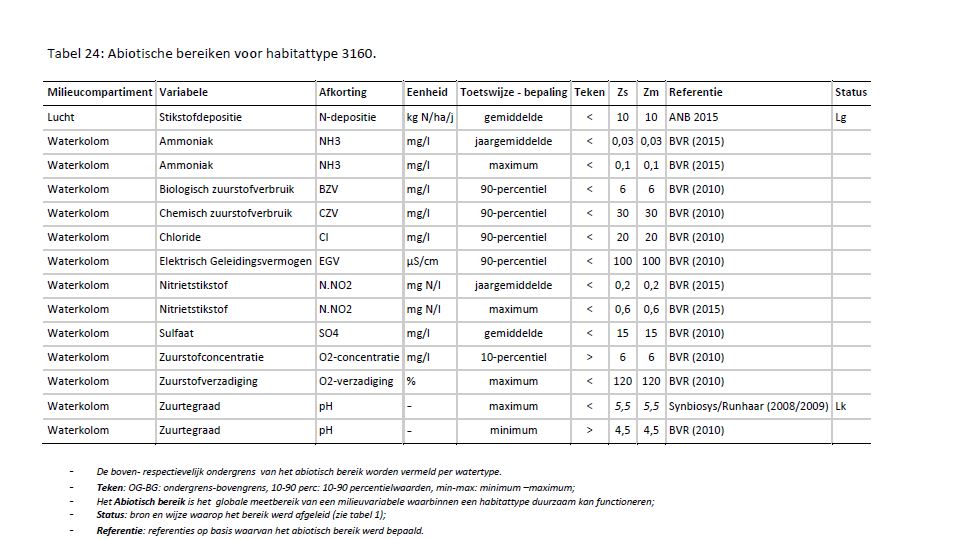 Tabel 24: Abiotische bereiken voor habitattype 3160.
Milieucompartiment Variabele Afkorting Eenheid Toetswijze - bepaling Teken Zs Zm Referentie Status
Lucht Stikstofdepositie N-depositie kg N/ha/j gemiddelde < 10 10 ANB 2015 Lg
Waterkolom Ammoniak NH3 mg/l jaargemiddelde < 0,03 0,03 BVR (2015)
Waterkolom Ammoniak NH3 mg/l maximum < 0,1 0,1 BVR (2015)
Waterkolom Biologisch zuurstofverbruik BZV mg/l 90-percentiel < 6 6 BVR (2010)
Waterkolom Chemisch zuurstofverbruik CZV mg/l 90-percentiel < 30 30 BVR (2010)
Waterkolom Chloride Cl mg/l 90-percentiel < 20 20 BVR (2010)
Waterkolom Elektrisch Geleidingsvermogen EGV µS/cm 90-percentiel < 100 100 BVR (2010)
Waterkolom Nitrietstikstof N.NO2 mg N/l jaargemiddelde < 0,2 0,2 BVR (2015)
Waterkolom Nitrietstikstof N.NO2 mg N/l maximum < 0,6 0,6 BVR (2015)
Waterkolom Sulfaat SO4 mg/l gemiddelde < 15 15 BVR (2010)
Waterkolom Zuurstofconcentratie O2-concentratie mg/l 10-percentiel > 6 6 BVR (2010)
Waterkolom Zuurstofverzadiging O2-verzadiging % maximum < 120 120 BVR (2010)
Waterkolom Zuurtegraad pH - maximum < 5,5 5,5 Synbiosys/Runhaar (2008/2009) Lk
Waterkolom Zuurtegraad pH - minimum > 4,5 4,5 BVR (2010)
- De boven- respectievelijk ondergrens van het abiotisch bereik worden vermeld per watertype.
- Teken: OG-BG: ondergrens-bovengrens, 10-90 perc: 10-90 percentielwaarden, min-max: minimum –maximum;
- Het Abiotisch bereik is het globale meetbereik van een milieuvariabele waarbinnen een habitattype duurzaam kan functioneren;
- Status: bron en wijze waarop het bereik werd afgeleid (zie tabel 1);
- Referentie: referenties op basis waarvan het abiotisch bereik werd bepaald.